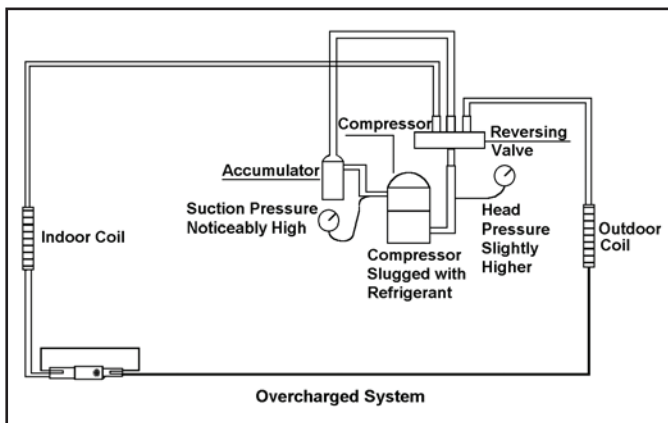 Compressor
Reversing
Valve
Accumulator
Suction Pressure
Noticeably High
Head
Pressure
Slightly
Higher
Indoor Coil
Outdoor
Coil
Compressor
Slugged with
Refrigerant
Overcharged System